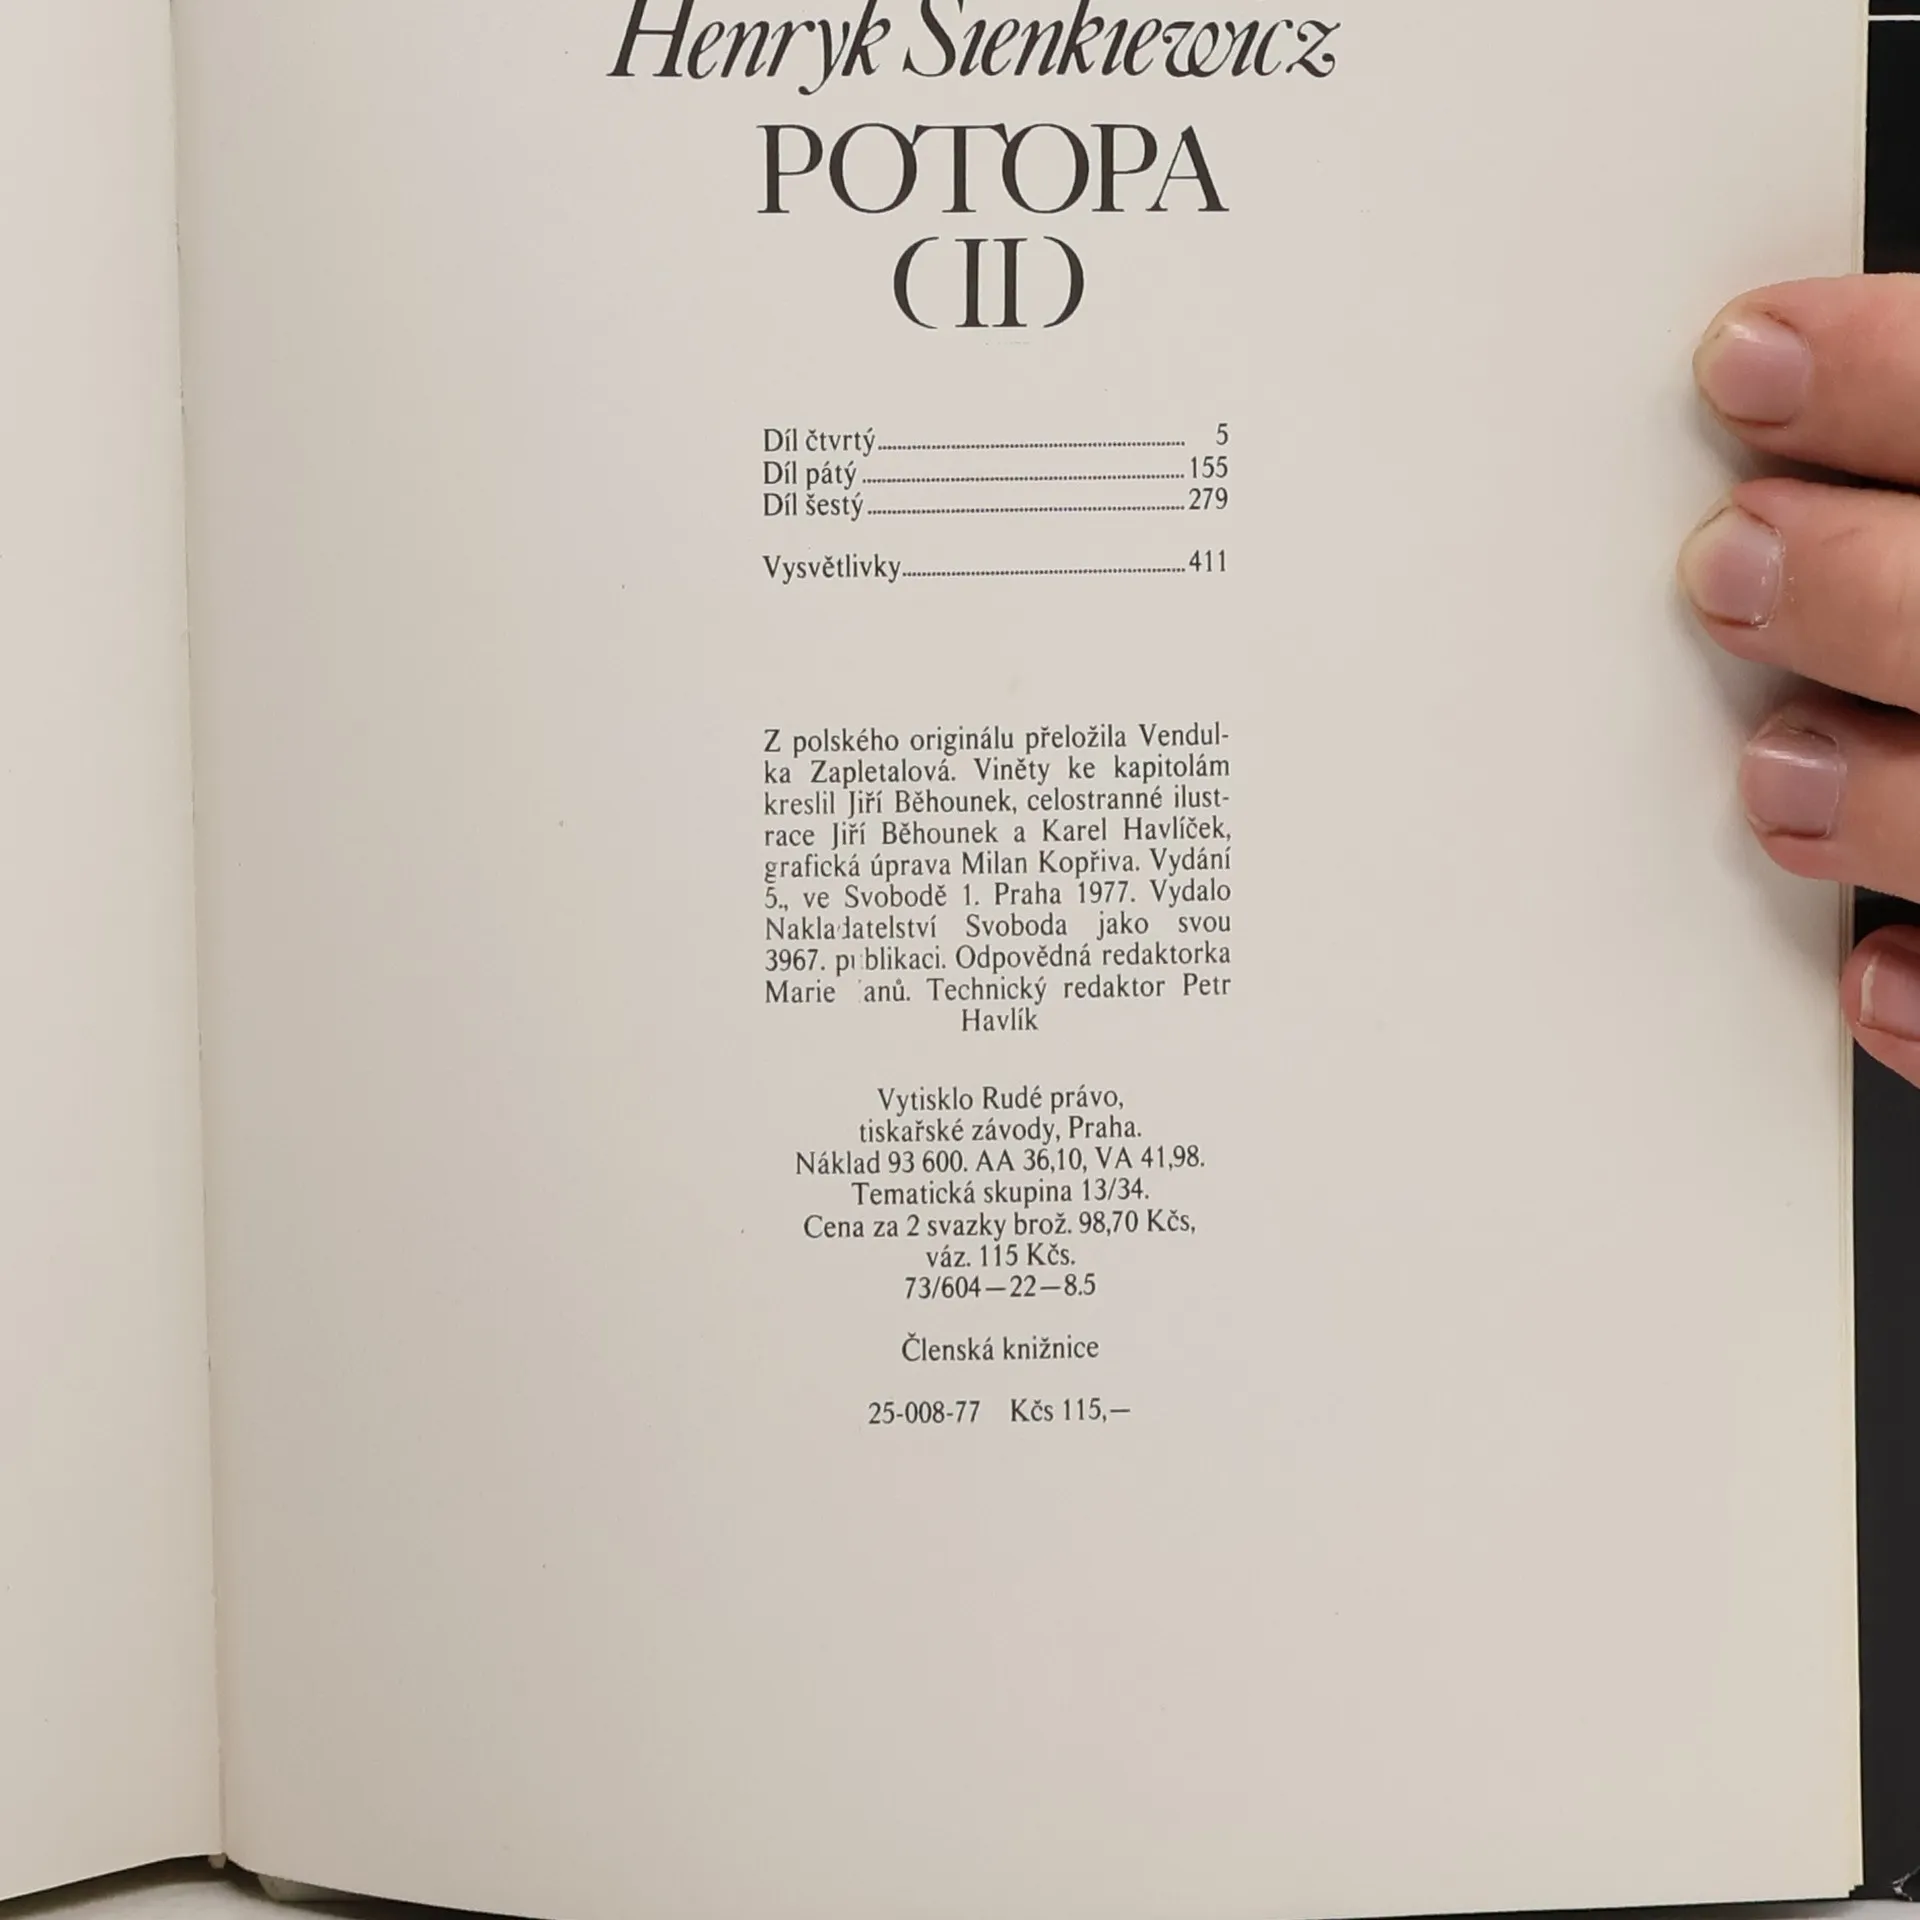 Henryk Sienkiewicz
POTOPA
(II)
Díl čtvrtý 5
Díl pátý 155
Díl šestý 279
Vysvětlivky 411
Z polského originálu přeložila Vendul-
ka Zapletalová. Viněty ke kapitolám
kreslil Jiří Běhounek, celostranné ilust-
race Jiří Běhounek a Karel Havlíček,
grafická úprava Milan Kopřiva. Vydání
5., ve Svobodě 1. Praha 1977. Vydalo
Nakladatelství Svoboda jako svou
3967. publikaci. Odpovědná redaktorka
Marie Technický redaktor Petr
Havlík
Vytisklo Rudé právo,
tiskařské závody, Praha.
Náklad 93 600. AA 36,10, VA 41,98.
Tematická skupina 13/34.
Cena za 2 svazky brož. 98,70 Kčs,
váz. 115 Kčs.
73/604—22—8.5
Členská knižnice
25-008-77 Kčs 115,—